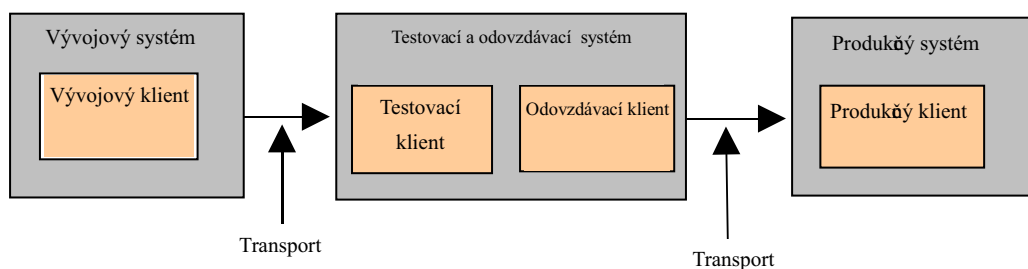 Vývojový systém
Vývojový klient
Transport
Testovací a odovzdávací systém
Testovací
klient
Odovzdávací klient
Transport
Produkčný systém
Produkčný klient